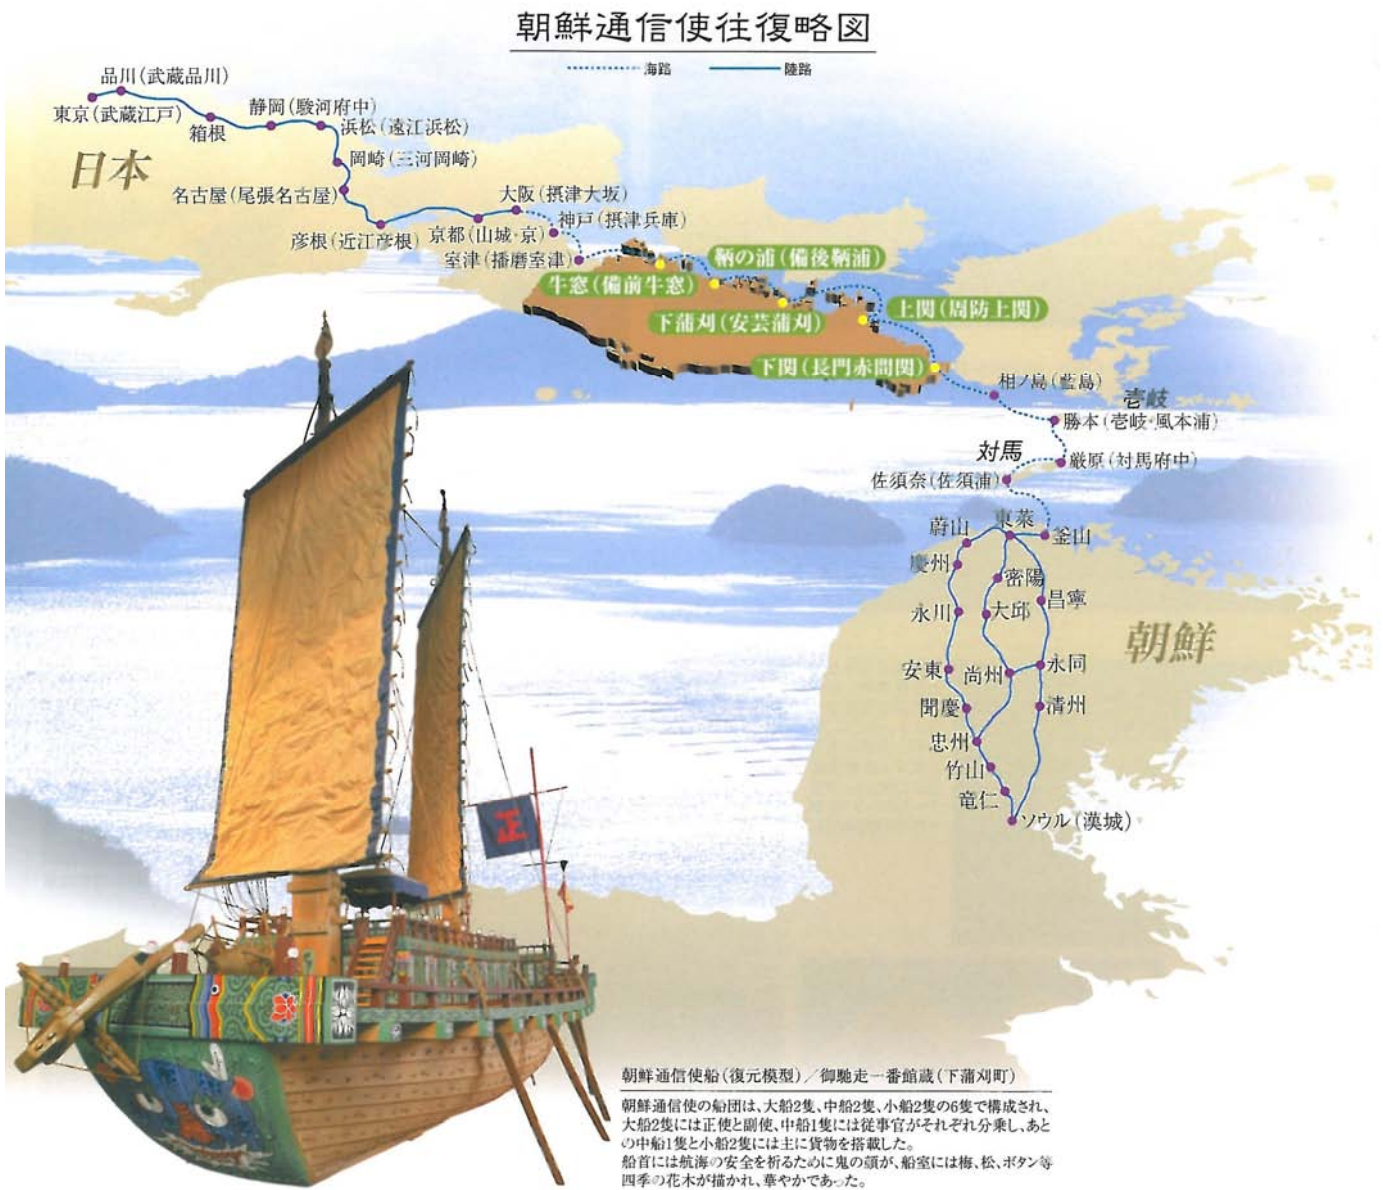 朝鮮通信使往復略図
海路
陸路
品川(武蔵品川)
東京(武蔵江戸)
箱根
静岡(駿河府中)
浜松(遠江浜松)
日本
岡崎(三河岡崎)
名古屋(尾張名古屋)
大阪(摂津大坂)
神戸(摂津兵庫)
彦根(近江彦根)
京都(山城・京)
室津(播磨室津)
鞆の浦(備後鞆浦)
牛窓(備前牛窓)
上関(周防上関)
下蒲刈(安芸蒲刈)
下関(長門赤間関)
相ノ島(藍島)
壱岐
勝本(壱岐・風本浦)
対馬
厳原(対馬府中)
佐須奈(佐須浦)
東萊
蔚山
釜山
慶州
密陽
昌寧
永川
大邱
朝鮮
安東
尚州
永同
聞慶
清州
忠州
竹山
竜仁
ソウル(漢城)
正
朝鮮通信使船(復元模型)/御馳走一番館蔵(下蒲刈町)
朝鮮通信使の船団は、大船2隻、中船2隻、小船2隻の6隻で構成され、
大船2隻には正使と副使、中船1隻には従事官がそれぞれ分乗し、あと
の中船1隻と小船2隻には主に貨物を搭載した。
船首には航海の安全を祈るために鬼の顔が、船室には梅、松、ボタン等
四季の花木が描かれ、華やかであった。